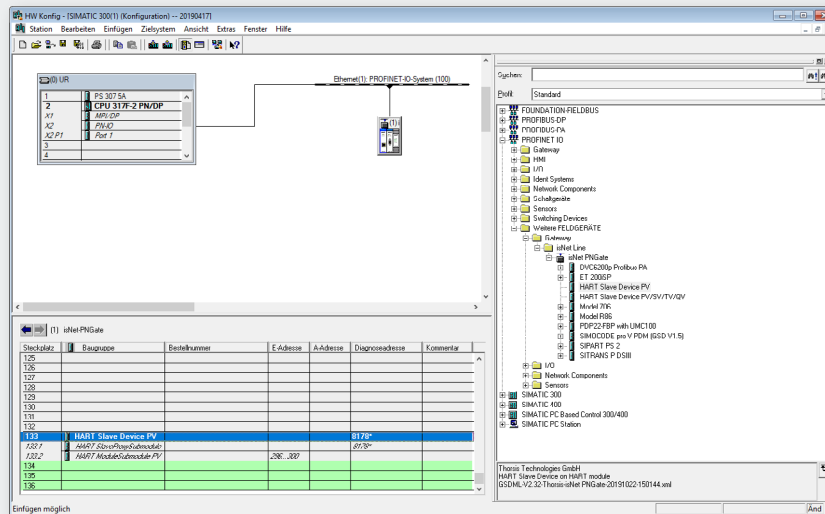 HW Konfig - [SIMATIC 300(1) (Konfiguration) -- 20190417]
Station Bearbeiten Einfügen Zielsystem Ansicht Extras Fenster Hilfe
(0) UR
1 PS 307 5A
2 CPU 317F-2 PN/DP
X1 MPI/DP
X2 PN-IO
X2 P1 Port 1
3
4
Ethernet(1): PROFINET-IO-System (100)
(1) i
Suchen:
Profil: Standard
FOUNDATION-FIELDBUS
PROFIBUS-DP
PROFIBUS-PA
PROFINET IO
Gateway
HMI
I/O
Ident Systems
Network Components
Schaltgeräte
Sensors
Switching Devices
Weitere FELDGERÄTE
Gateway
isNet Line
isNet PNGate
DVC6200p Profibus PA
ET 200iSP
HART Slave Device PV
HART Slave Device PV/SV/TV/QV
Model 706
Model R86
PDP22-FBP with UMC100
SIMOCODE pro V PDM (GSD V1.5)
SIPART PS 2
SITRANS P DSIII
I/O
Network Components
Sensors
SIMATIC 300
SIMATIC 400
SIMATIC PC Based Control 300/400
SIMATIC PC Station
(1) isNet-PNGate
Steckplatz Baugruppe Bestellnummer E-Adresse A-Adresse Diagnoseadresse Kommentar
125
126
127
128
129
130
131
132
133 HART Slave Device PV 8178*
133.1 HART SlaveProxySubmodule 8178*
133.2 HART ModuleSubmodule PV 296...300
134
135
136
Thorsis Technologies GmbH
HART Slave Device on HART module
GSDML-V2.32-Thorsis-isNet PNGate-20191022-150144.xml
Einfügen möglich
Änd